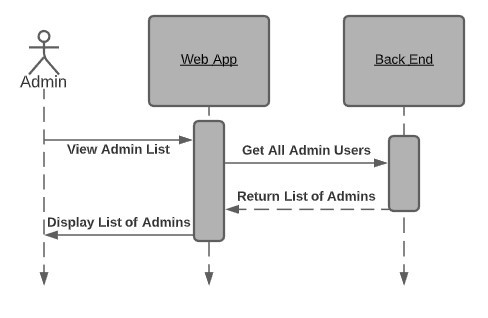 Admin
Web App
Back End
View Admin List
Get All Admin Users
Return List of Admins
Display List of Admins